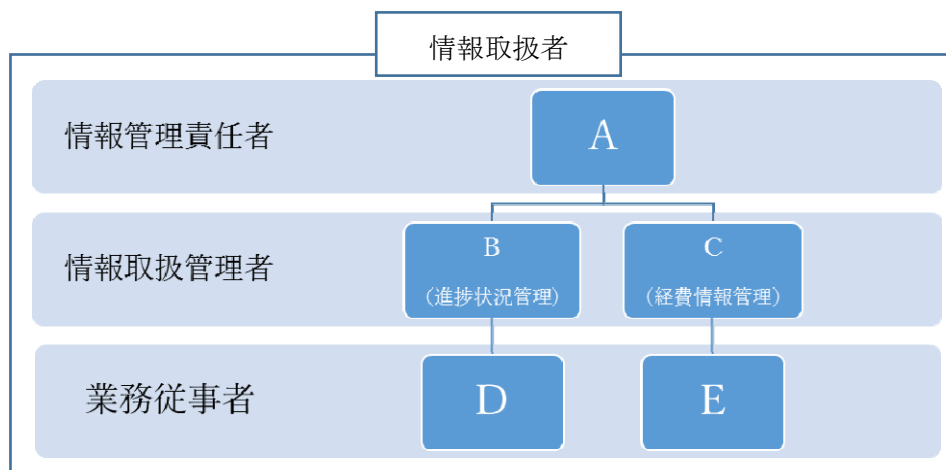 情報取扱者
情報管理責任者
A
情報取扱管理者
B
(進捗状況管理)
C
(経費情報管理)
業務従事者
D
E